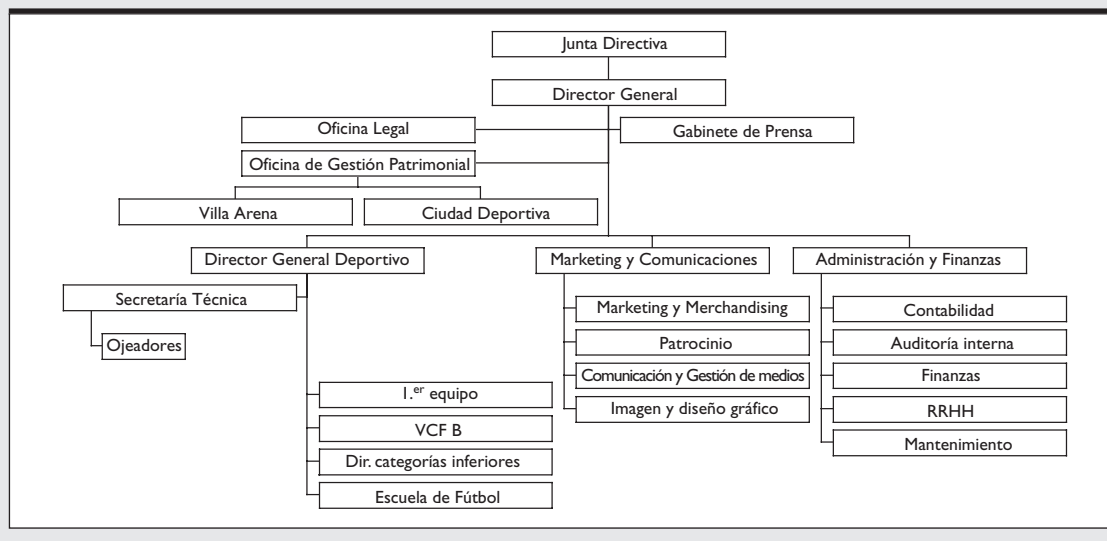 Junta Directiva
Director General
Oficina Legal
Gabinete de Prensa
Oficina de Gestión Patrimonial
Villa Arena
Ciudad Deportiva
Director General Deportivo
Marketing y Comunicaciones
Administración y Finanzas
Secretaría Técnica
Ojeadores
1.er equipo
VCF B
Dir. categorías inferiores
Escuela de Fútbol
Marketing y Merchandising
Patrocinio
Comunicación y Gestión de medios
Imagen y diseño gráfico
Contabilidad
Auditoría interna
Finanzas
RRHH
Mantenimiento